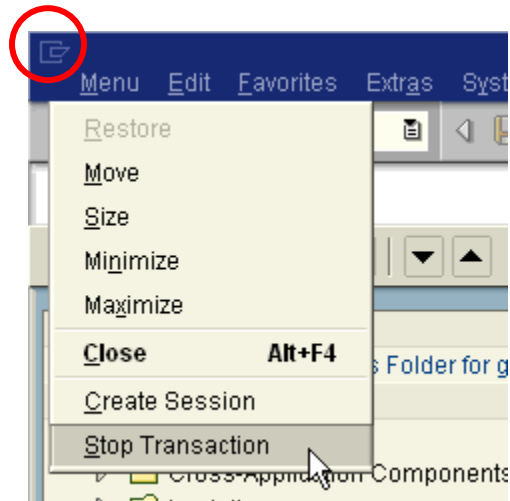 Menu Edit Favorites Extras Syst
Restore
Move
Size
Minimize
Maximize
Close Alt+F4
s Folder for g
Create Session
Stop Transaction
Cross-Application Components